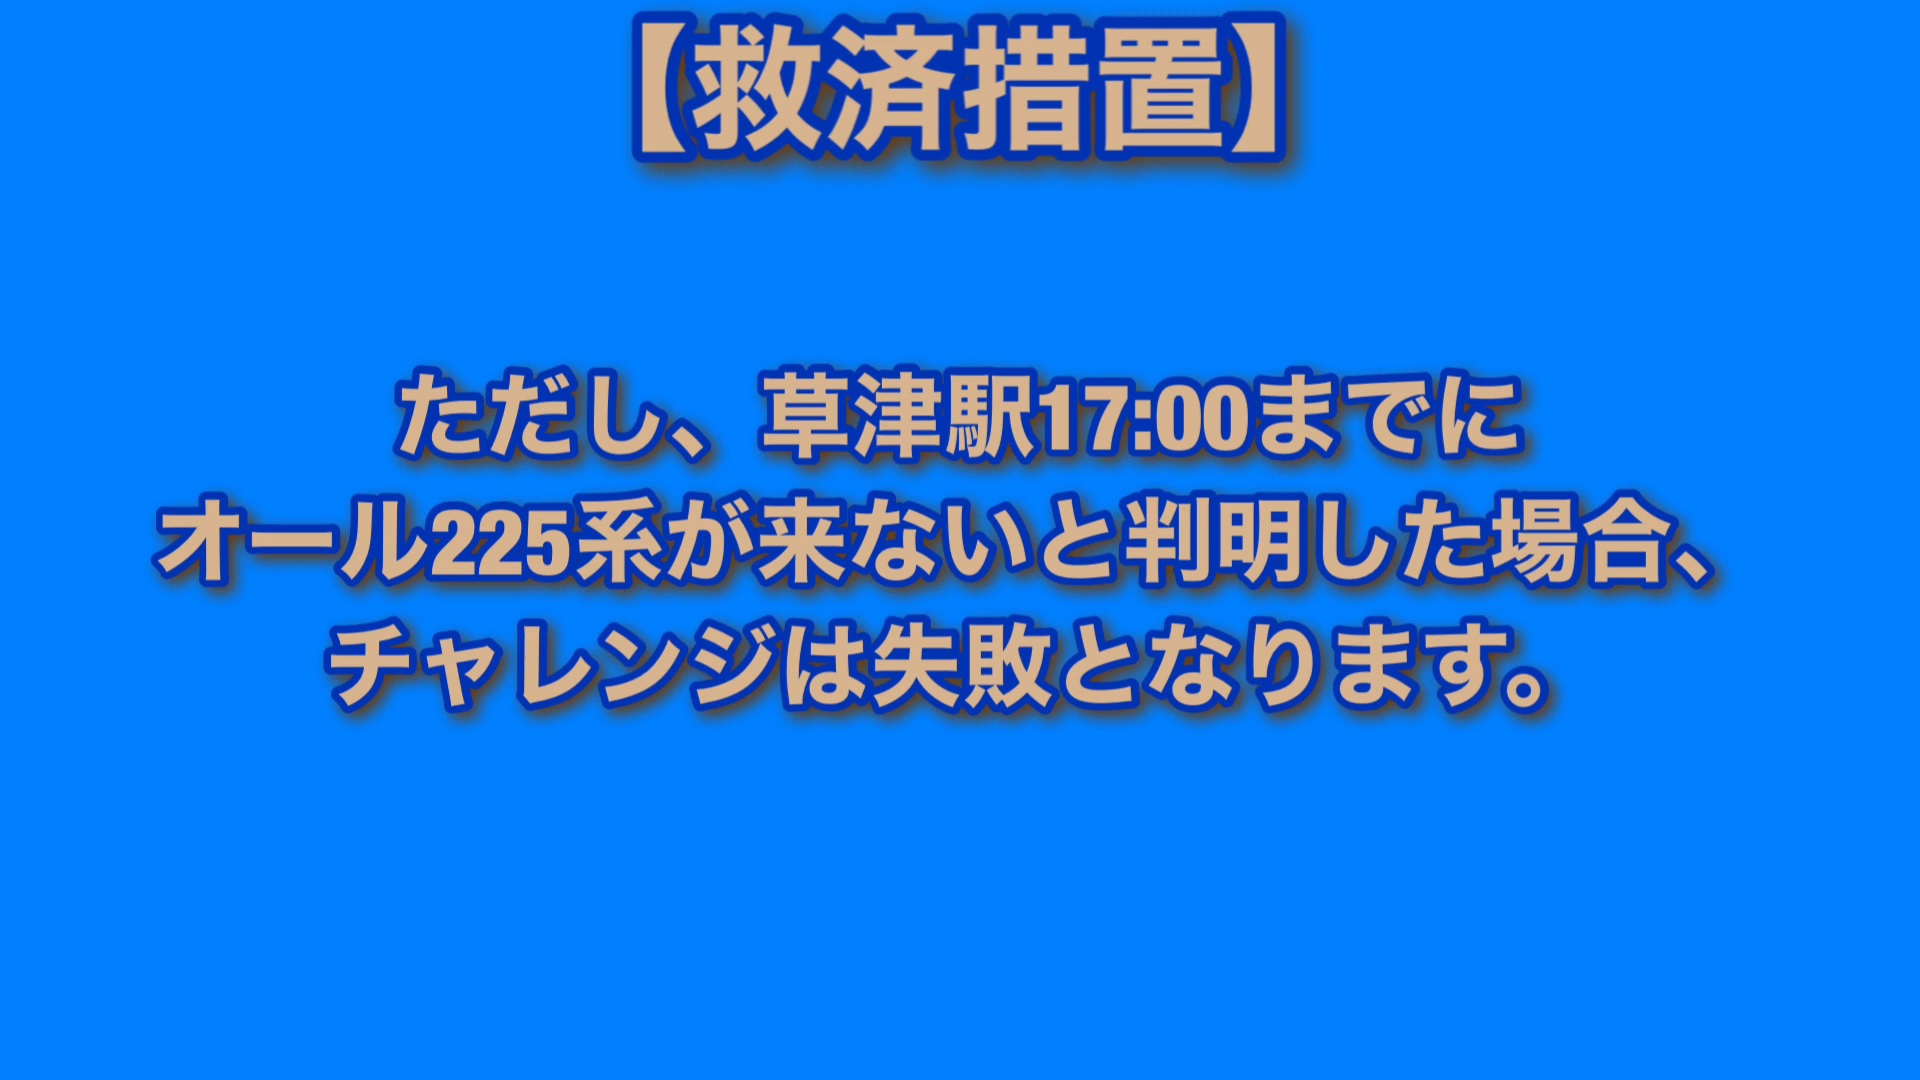 【救済措置】
ただし、草津駅17:00までに
オール225系が来ないと判明した場合、
チャレンジは失敗となります。